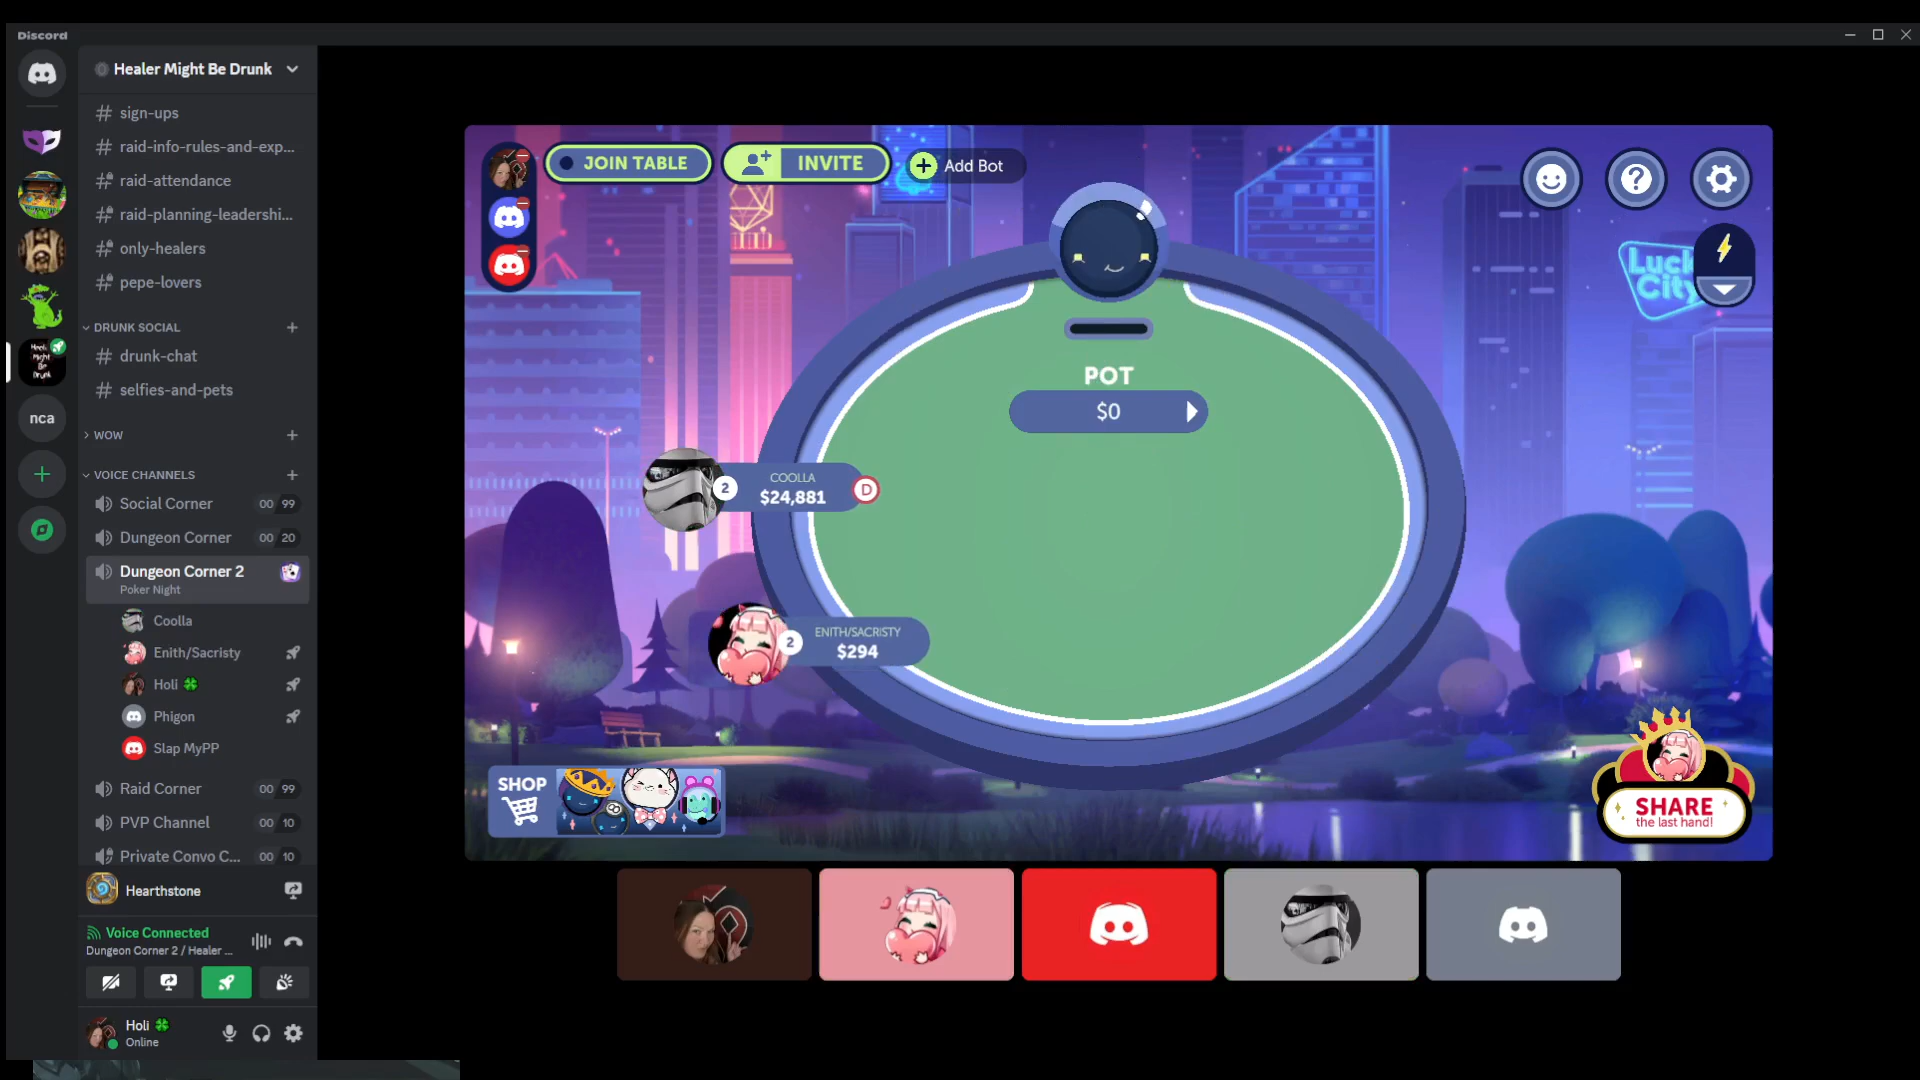 Discord
Healer Might Be Drunk
sign-ups
raid-info-rules-and-exp...
raid-attendance
raid-planning-leadershi...
only-healers
pepe-lovers
DRUNK SOCIAL
drunk-chat
selfies-and-pets
nca
WOW
VOICE CHANNELS
Social Corner 00 99
Dungeon Corner 00 20
Dungeon Corner 2
Poker Night
Coolla
Enith/Sacristy
Holi
Phigon
Slap MyPP
Raid Corner 00 99
PVP Channel 00 10
Private Convo C... 00 10
Hearthstone
Voice Connected
Dungeon Corner 2 / Healer ...
Holi
Online
JOIN TABLE
INVITE
+ Add Bot
?
Luck
City
POT
$0
2 COOLLA
$24,881
D
2 ENITH/SACRISTY
$294
SHOP
8
SHARE
the last hand!